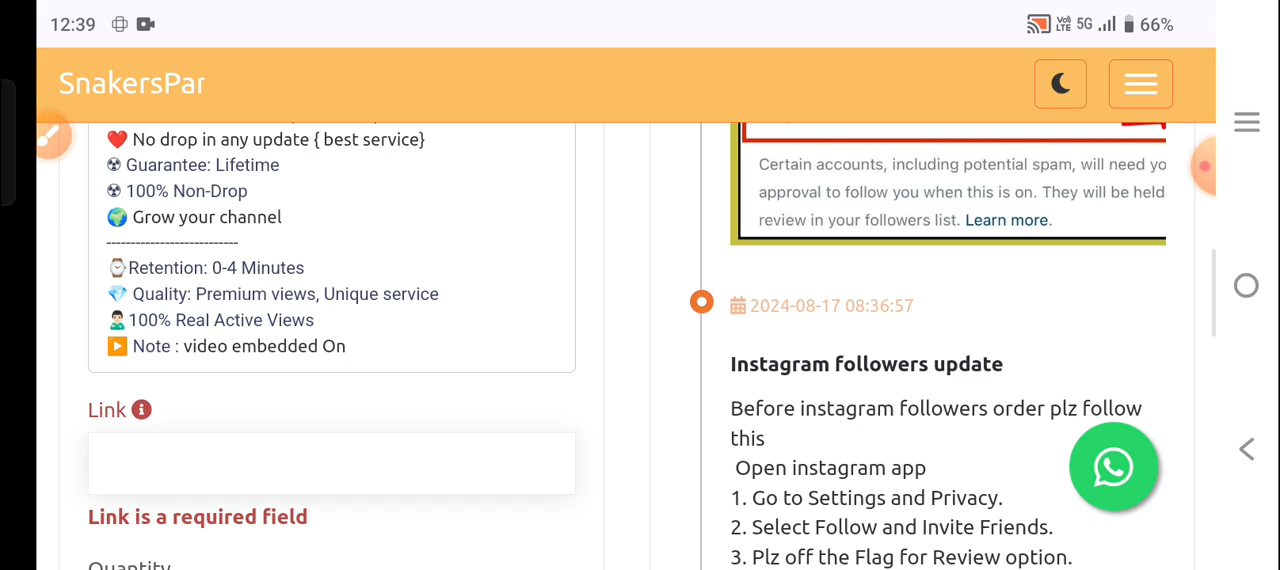 12:39
Vo) LTE 5G 66%
SnakersPar
❤️ No drop in any update { best service}
☢ Guarantee: Lifetime
☢ 100% Non-Drop
🌍 Grow your channel
--------------------------
⌚Retention: 0-4 Minutes
💎 Quality: Premium views, Unique service
🙍🏻‍♂️100% Real Active Views
▶️ Note : video embedded On
Link
Link is a required field
Quantity
Certain accounts, including potential spam, will need yo
approval to follow you when this is on. They will be held
review in your followers list. Learn more.
2024-08-17 08:36:57
Instagram followers update
Before instagram followers order plz follow
this
Open instagram app
1. Go to Settings and Privacy.
2. Select Follow and Invite Friends.
3. Plz off the Flag for Review option.